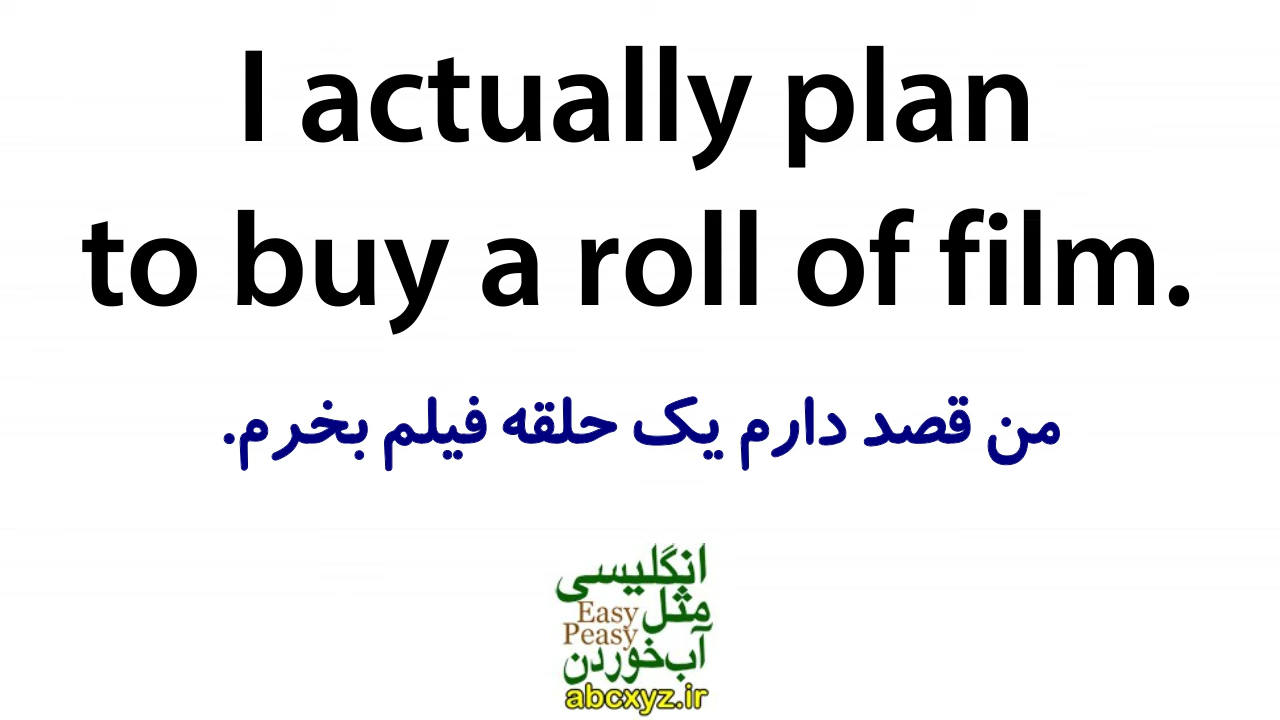 I actually plan
to buy a roll of film.
من قصد دارم یک حلقه فیلم بخرم.
انگلیسی
مثل
Easy
Peasy
آب‌خوردن
abcxyz.ir